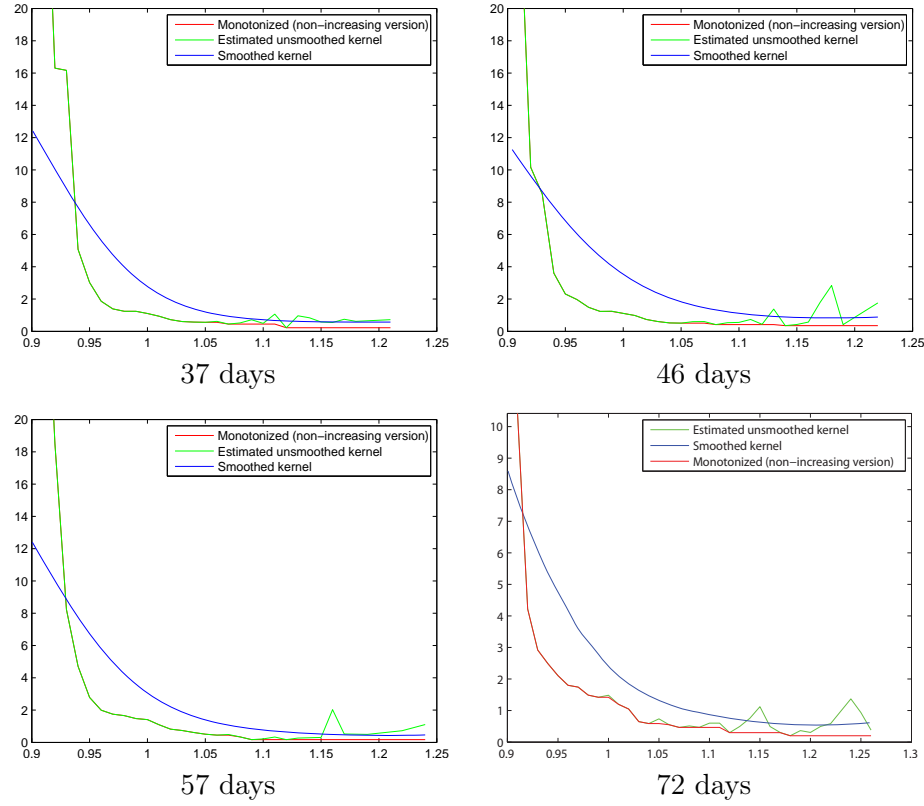 20
18
16
14
12
10
8
6
4
2
0
0.9 0.95 1 1.05 1.1 1.15 1.2 1.25
Monotonized (non−increasing version)
Estimated unsmoothed kernel
Smoothed kernel
37 days
20
18
16
14
12
10
8
6
4
2
0
0.9 0.95 1 1.05 1.1 1.15 1.2 1.25
Monotonized (non−increasing version)
Estimated unsmoothed kernel
Smoothed kernel
46 days
20
18
16
14
12
10
8
6
4
2
0
0.9 0.95 1 1.05 1.1 1.15 1.2 1.25
Monotonized (non−increasing version)
Estimated unsmoothed kernel
Smoothed kernel
57 days
10
9
8
7
6
5
4
3
2
1
0
0.9 0.95 1 1.05 1.1 1.15 1.2 1.25 1.3
Estimated unsmoothed kernel
Smoothed kernel
Monotonized (non−increasing version)
72 days